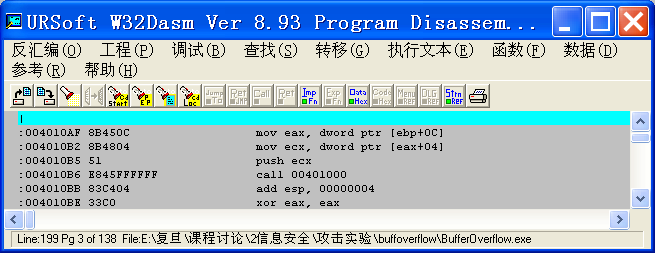 URSoft W32Dasm Ver 8.93 Program Disassem...
反汇编(O) 工程(P) 调试(B) 查找(S) 转移(G) 执行文本(E) 函数(F) 数据(D)
参考(R) 帮助(H)
Cd Start P EP Cd Loc Jump To Ret JMP Call Ret Imp Fn Exp Fn Data Hex Code Hex Menu Ref DLG Ref Strn Ref
:004010AF 8B450C mov eax, dword ptr [ebp+0C]
:004010B2 8B4804 mov ecx, dword ptr [eax+04]
:004010B5 51 push ecx
:004010B6 E845FFFFFF call 00401000
:004010BB 83C404 add esp, 00000004
:004010BE 33C0 xor eax, eax
Line:199 Pg 3 of 138 File:E:\复旦\课程讨论\2信息安全\攻击实验\buffoverflow\BufferOverflow.exe